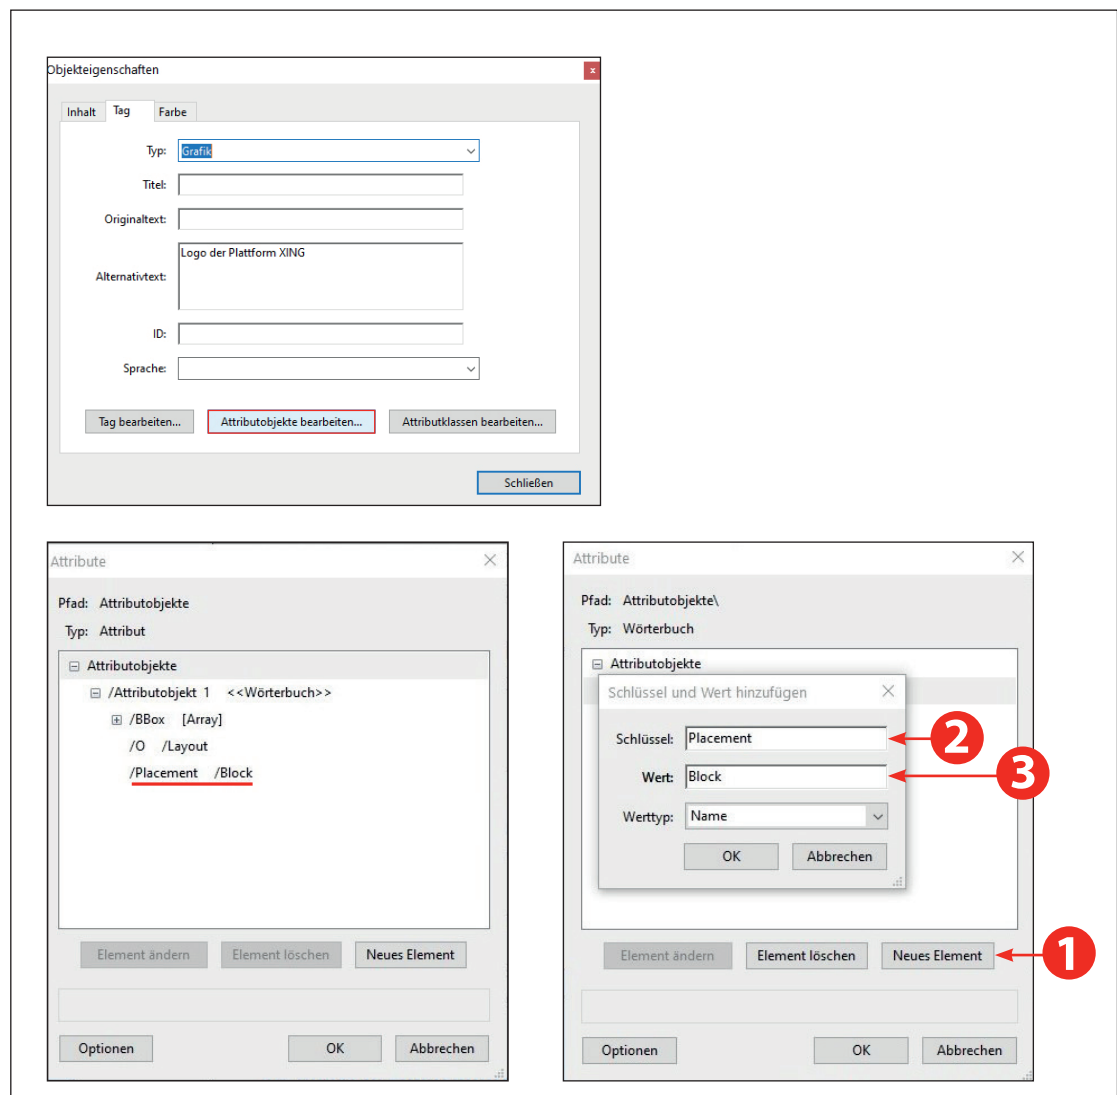 Objekteigenschaften
x
Inhalt Tag Farbe
Typ: Grafik
Titel:
Originaltext:
Logo der Plattform XING
Alternativtext:
ID:
Sprache:
Tag bearbeiten... Attributobjekte bearbeiten... Attributklassen bearbeiten...
Schließen
Attribute
Pfad: Attributobjekte
Typ: Attribut
Attributobjekte
/Attributobjekt 1 <<Wörterbuch>>
/BBox [Array]
/O /Layout
/Placement /Block
Element ändern Element löschen Neues Element
Optionen OK Abbrechen
Attribute
Pfad: Attributobjekte\
Typ: Wörterbuch
Attributobjekte
Schlüssel und Wert hinzufügen
Schlüssel: Placement 2
Wert: Block 3
Werttyp: Name
OK Abbrechen
Element ändern Element löschen Neues Element 1
Optionen OK Abbrechen